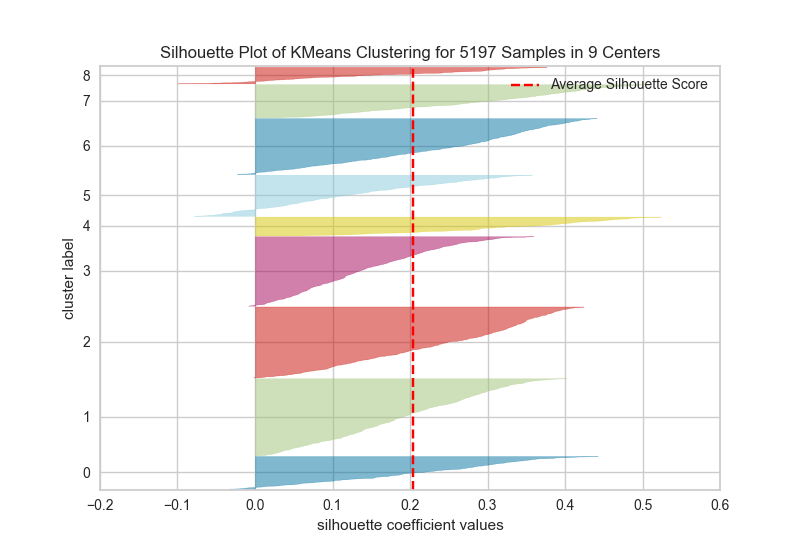 Silhouette Plot of KMeans Clustering for 5197 Samples in 9 Centers
Average Silhouette Score
8
7
6
5
4
3
2
1
0
cluster label
−0.2 −0.1 0.0 0.1 0.2 0.3 0.4 0.5 0.6
silhouette coefficient values